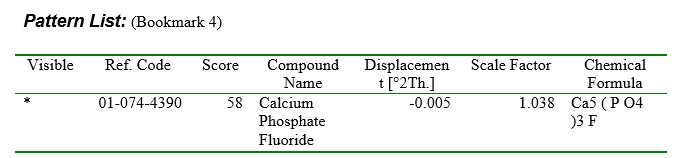 Pattern List: (Bookmark 4)
Visible Ref. Code Score Compound Displacemen Scale Factor Chemical
Name t [°2Th.] Formula
* 01-074-4390 58 Calcium -0.005 1.038 Ca5 ( P O4
Phosphate )3 F
Fluoride